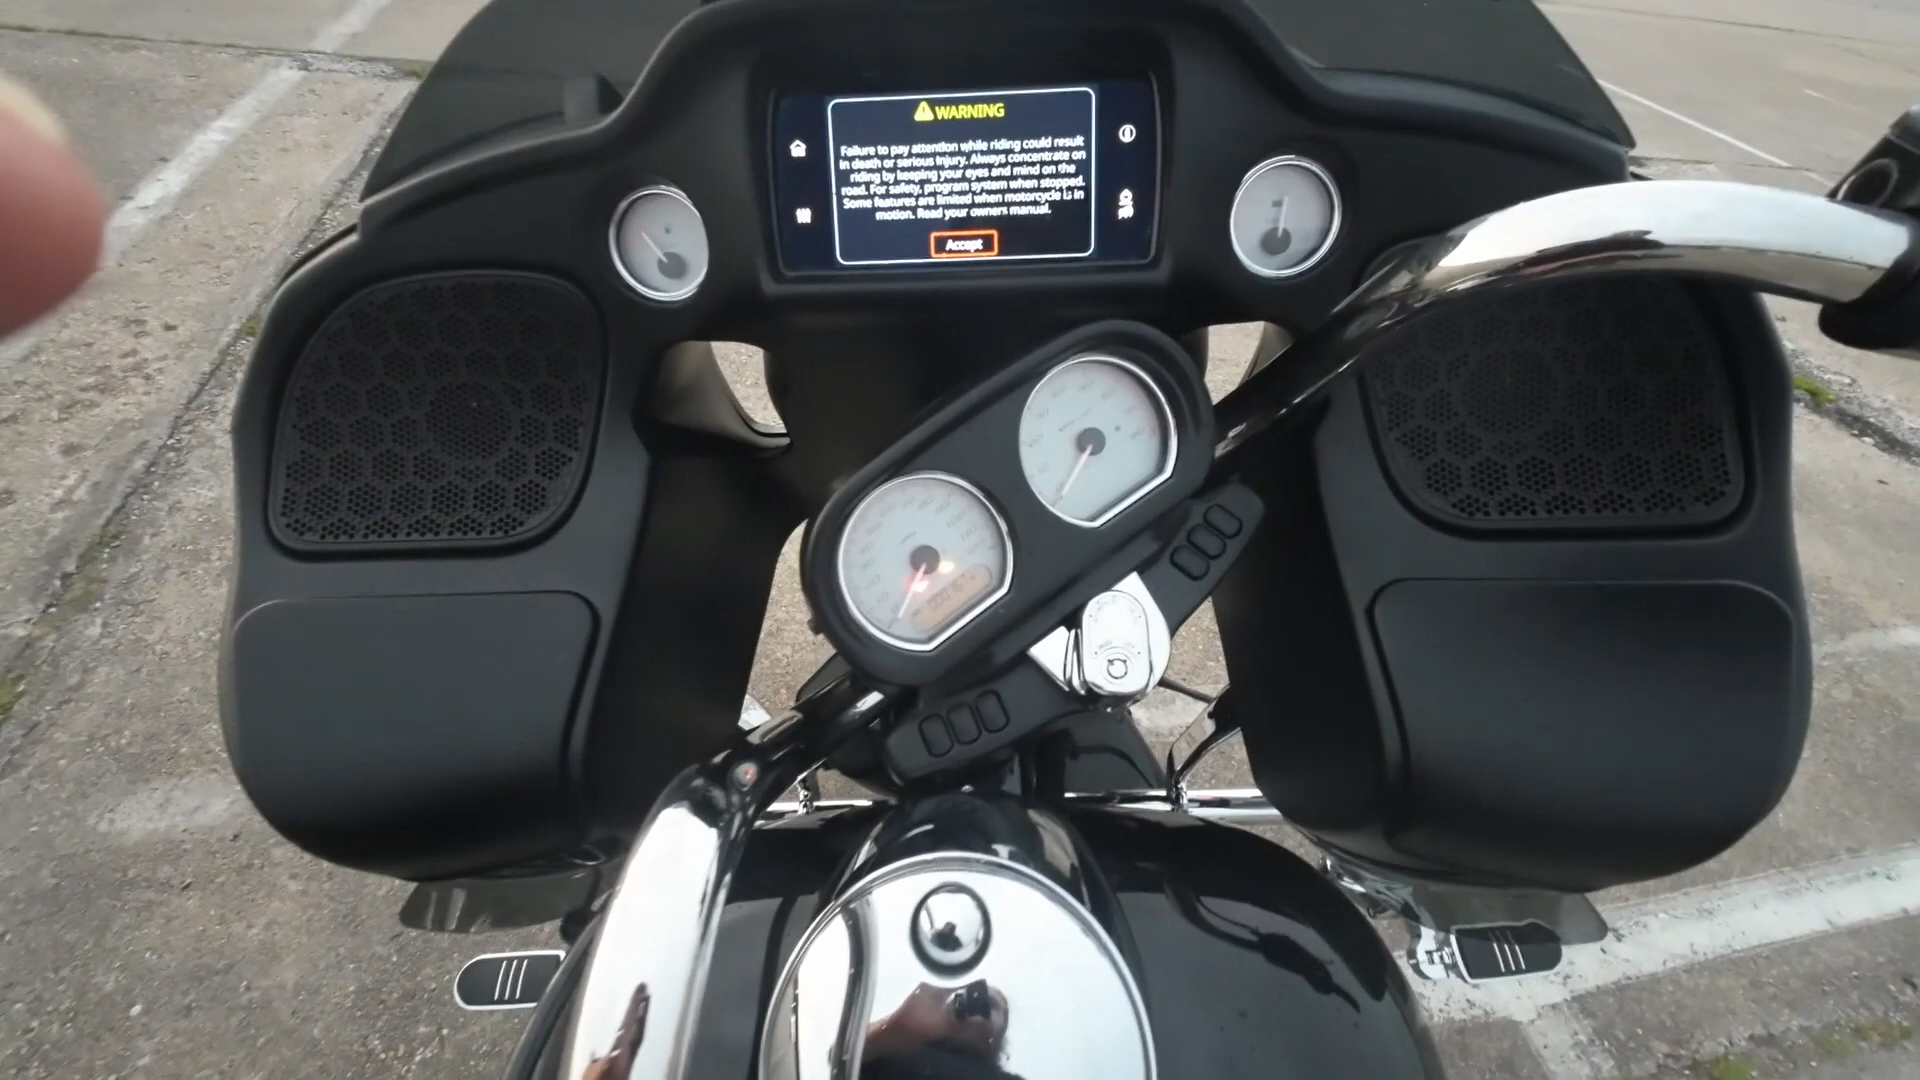 WARNING
Failure to pay attention while riding could result
in death or serious injury. Always concentrate on
riding by keeping your eyes and mind on the
road. For safety, program system when stopped.
Some features are limited when motorcycle is in
motion. Read your owners manual.
Accept